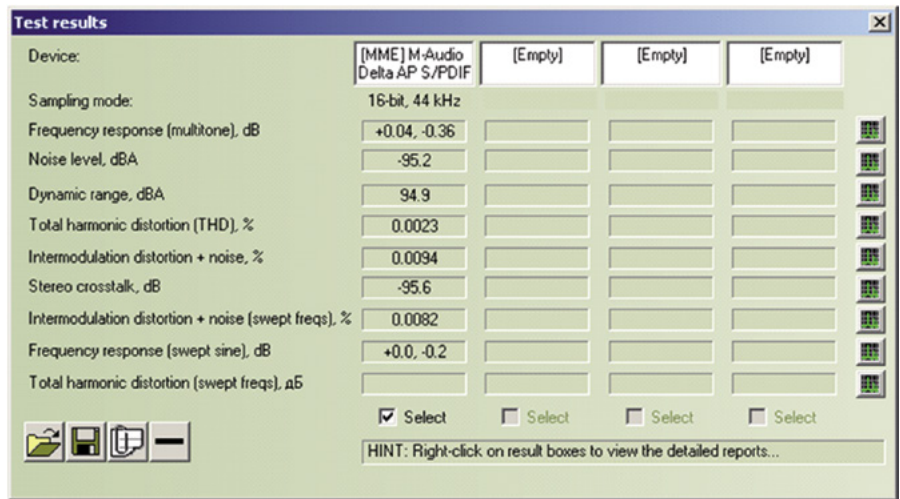 Test results
Device: [MME] M-Audio Delta AP S/PDIF [Empty] [Empty] [Empty]
Sampling mode: 16-bit, 44 kHz
Frequency response (multitone), dB +0.04, -0.36
Noise level, dBA -95.2
Dynamic range, dBA 94.9
Total harmonic distortion (THD), % 0.0023
Intermodulation distortion + noise, % 0.0094
Stereo crosstalk, dB -95.6
Intermodulation distortion + noise (swept freqs), % 0.0082
Frequency response (swept sine), dB +0.0, -0.2
Total harmonic distortion (swept freqs), дБ
Select Select Select Select
HINT: Right-click on result boxes to view the detailed reports...